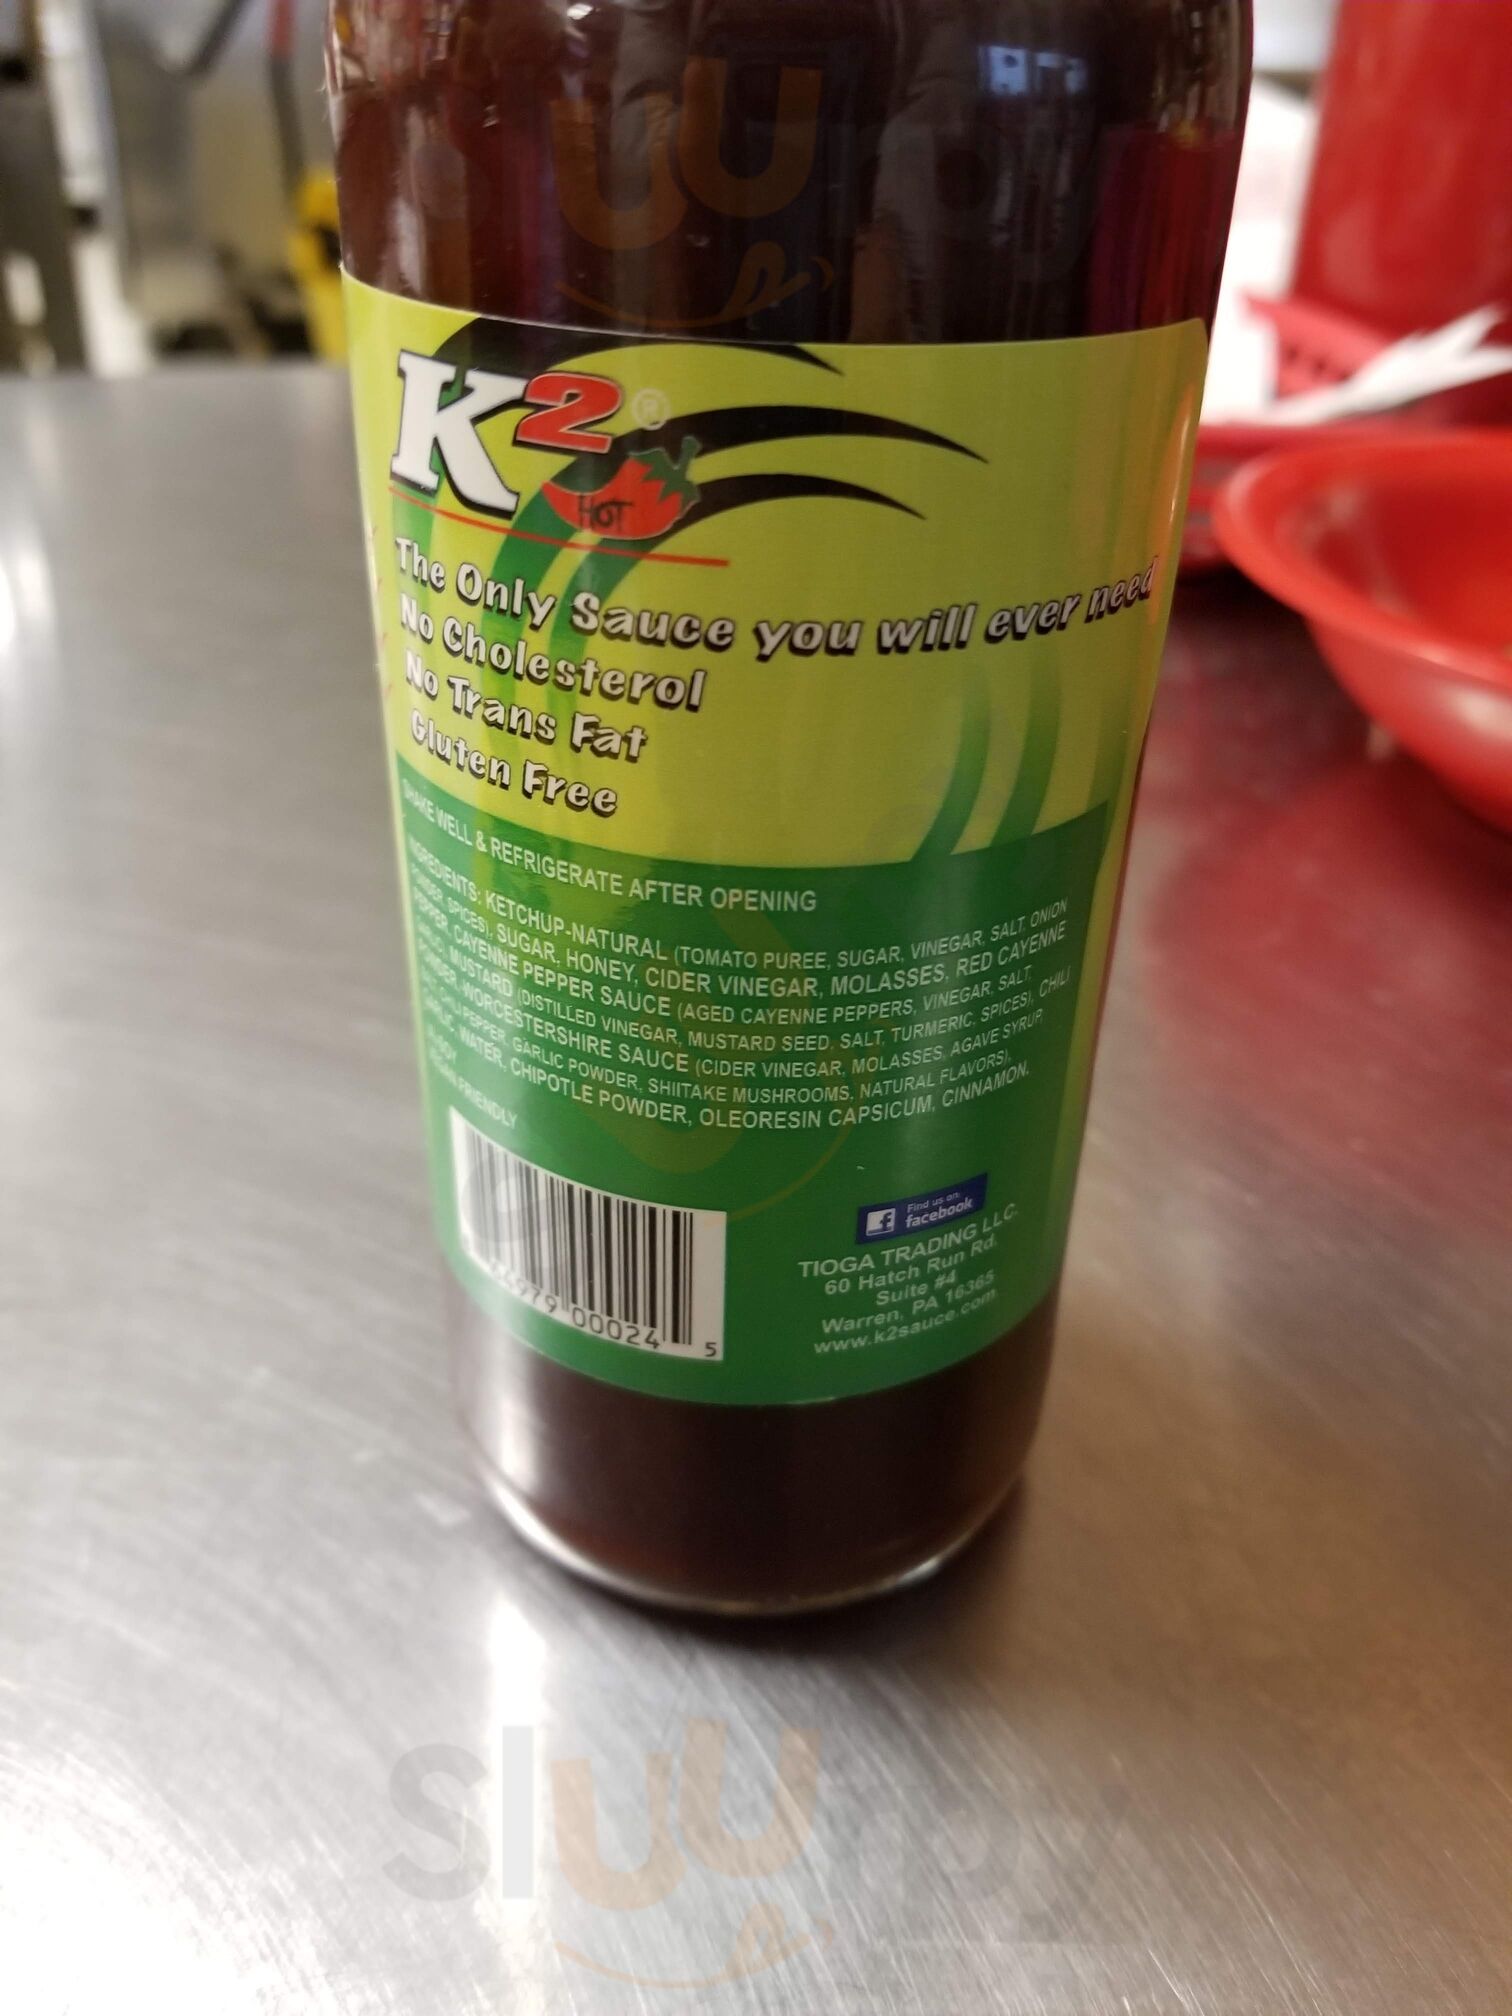 K2®
HOT
The Only Sauce you will ever need
No Cholesterol
No Trans Fat
Gluten Free
SHAKE WELL & REFRIGERATE AFTER OPENING
INGREDIENTS: KETCHUP-NATURAL (TOMATO PUREE, SUGAR, VINEGAR, SALT, ONION
POWDER, SPICES), SUGAR, HONEY, CIDER VINEGAR, MOLASSES, RED CAYENNE
PEPPER, CAYENNE PEPPER SAUCE (AGED CAYENNE PEPPERS, VINEGAR, SALT,
GARLIC), MUSTARD (DISTILLED VINEGAR, MUSTARD SEED, SALT, TURMERIC, SPICES), CHILI
POWDER, WORCESTERSHIRE SAUCE (CIDER VINEGAR, MOLASSES, AGAVE SYRUP,
CHILI PEPPER, GARLIC POWDER, SHIITAKE MUSHROOMS, NATURAL FLAVORS),
GARLIC, WATER, CHIPOTLE POWDER, OLEORESIN CAPSICUM, CINNAMON.
SOY
FRIENDLY
4979 00024 5
Find us on:
facebook
TIOGA TRADING LLC.
60 Hatch Run Rd.
Suite #4
Warren, PA 16365
www.k2sauce.com
Sluurpy